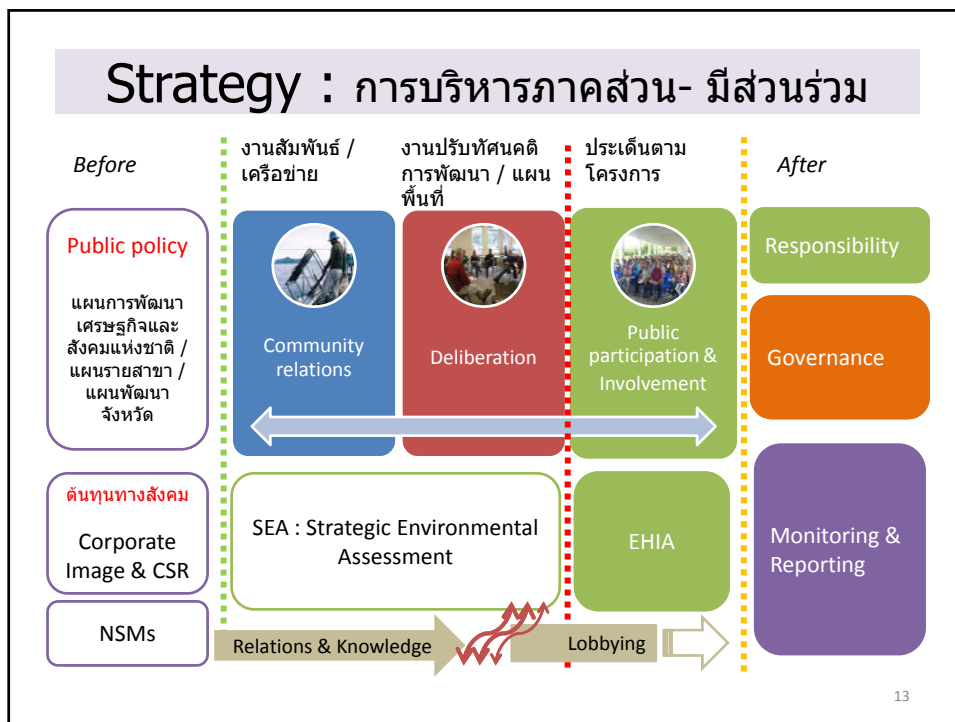 Strategy : การบริหารภาคส่วน- มีส่วนร่วม
Before
งานสัมพันธ์ /
เครือข่าย
งานปรับทัศนคติ
การพัฒนา / แผน
พื้นที่
ประเด็นตาม
โครงการ
After
Public policy
แผนการพัฒนา
เศรษฐกิจและ
สังคมแห่งชาติ /
แผนรายสาขา /
แผนพัฒนา
จังหวัด
Community
relations
Deliberation
Public
participation &
Involvement
Responsibility
Governance
ต้นทุนทางสังคม
Corporate
Image & CSR
SEA : Strategic Environmental
Assessment
EHIA
Monitoring &
Reporting
NSMs
Relations & Knowledge
Lobbying
13